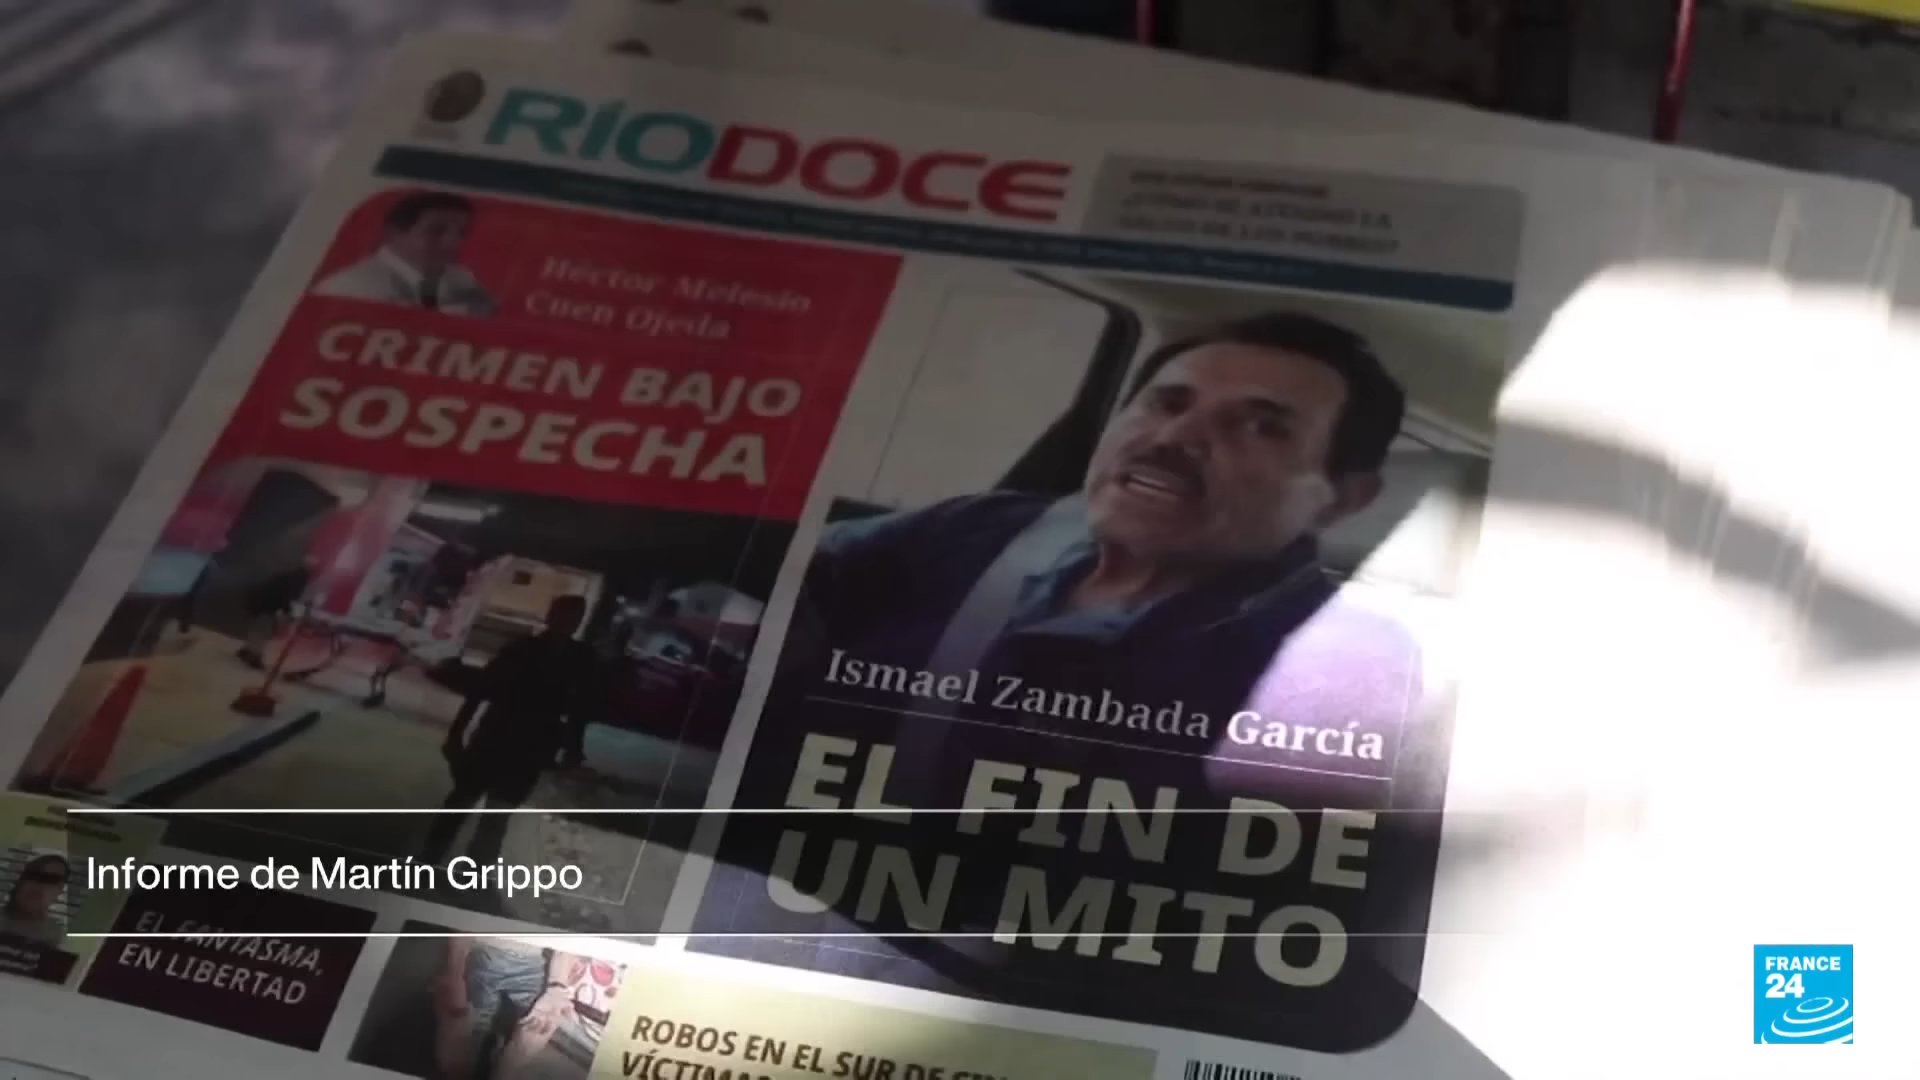 RÍODOCE
Héctor Melesio
Cuen Ojeda
CRIMEN BAJO
SOSPECHA
Ismael Zambada García
EL FIN DE
UN MITO
Informe de Martín Grippo
EL FANTASMA,
EN LIBERTAD
ROBOS EN EL SUR DE
FRANCE
24